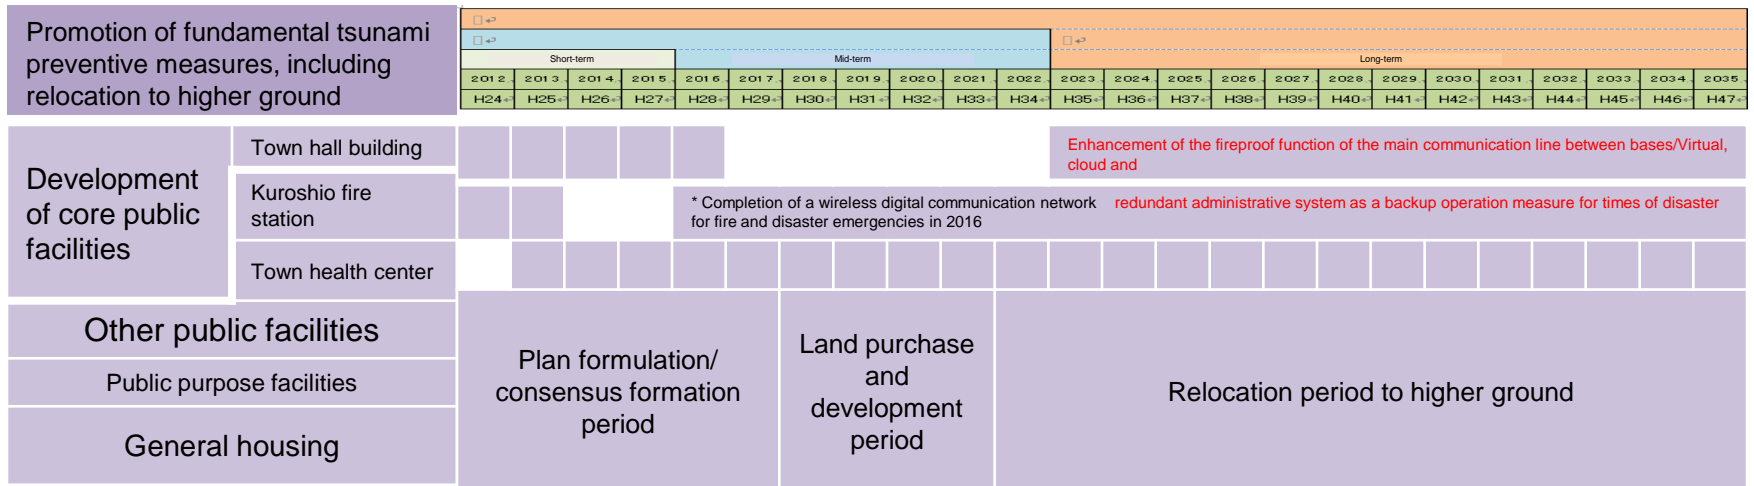 Promotion of fundamental tsunami
preventive measures, including
relocation to higher ground
Short-term
Mid-term
Long-term
2012 2013 2014 2015 2016 2017 2018 2019 2020 2021 2022 2023 2024 2025 2026 2027 2028 2029 2030 2031 2032 2033 2034 2035
H24 H25 H26 H27 H28 H29 H30 H31 H32 H33 H34 H35 H36 H37 H38 H39 H40 H41 H42 H43 H44 H45 H46 H47
Development
of core public
facilities
Town hall building
Enhancement of the fireproof function of the main communication line between bases/Virtual,
cloud and
Kuroshio fire
station
* Completion of a wireless digital communication network
for fire and disaster emergencies in 2016
redundant administrative system as a backup operation measure for times of disaster
Town health center
Other public facilities
Public purpose facilities
General housing
Plan formulation/
consensus formation
period
Land purchase
and
development
period
Relocation period to higher ground